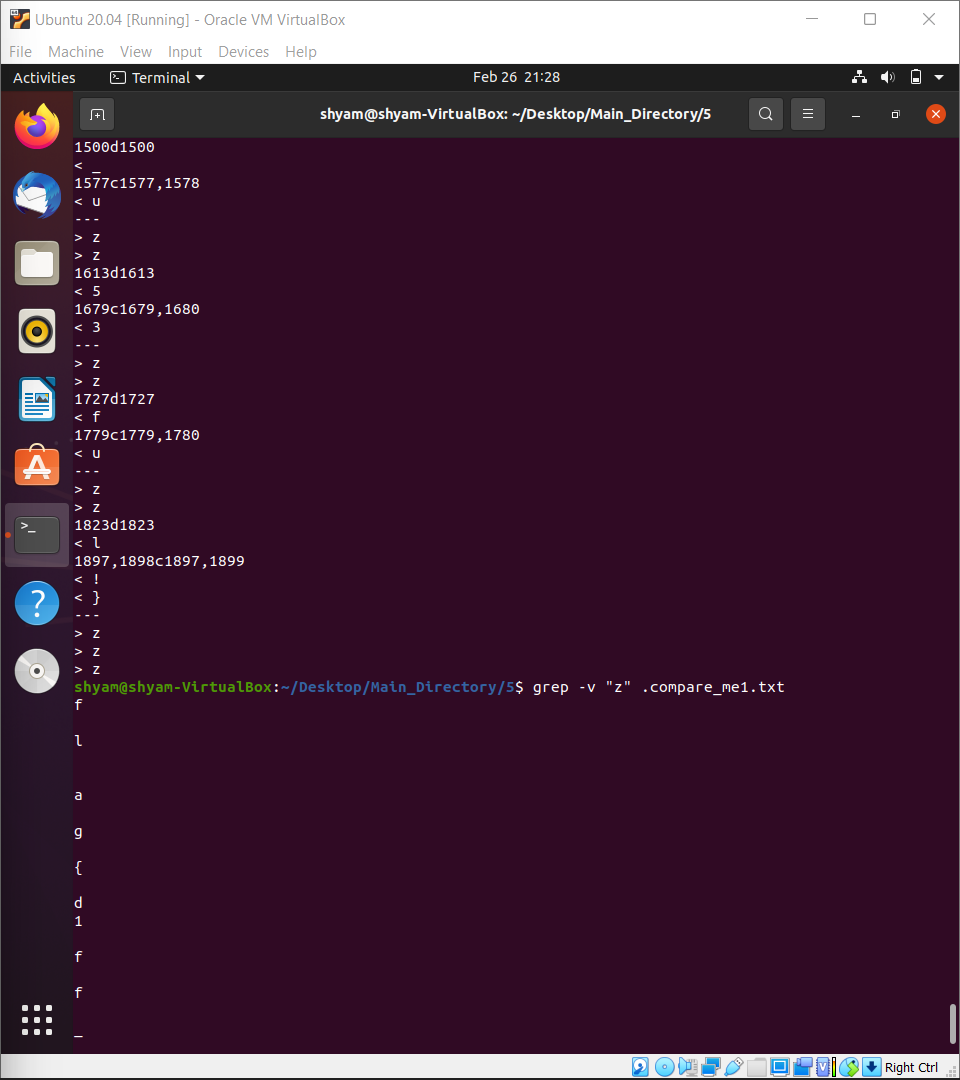 Ubuntu 20.04 [Running] - Oracle VM VirtualBox
File Machine View Input Devices Help
Activities Terminal Feb 26 21:28
shyam@shyam-VirtualBox: ~/Desktop/Main_Directory/5
1500d1500
< _
1577c1577,1578
< u
---
> z
> z
1613d1613
< 5
1679c1679,1680
< 3
---
> z
> z
1727d1727
< f
1779c1779,1780
< u
---
> z
> z
1823d1823
< l
1897,1898c1897,1899
< !
< }
---
> z
> z
> z
shyam@shyam-VirtualBox:~/Desktop/Main_Directory/5$ grep -v "z" .compare_me1.txt
f
l
a
g
{
d
1
f
f
_
Right Ctrl